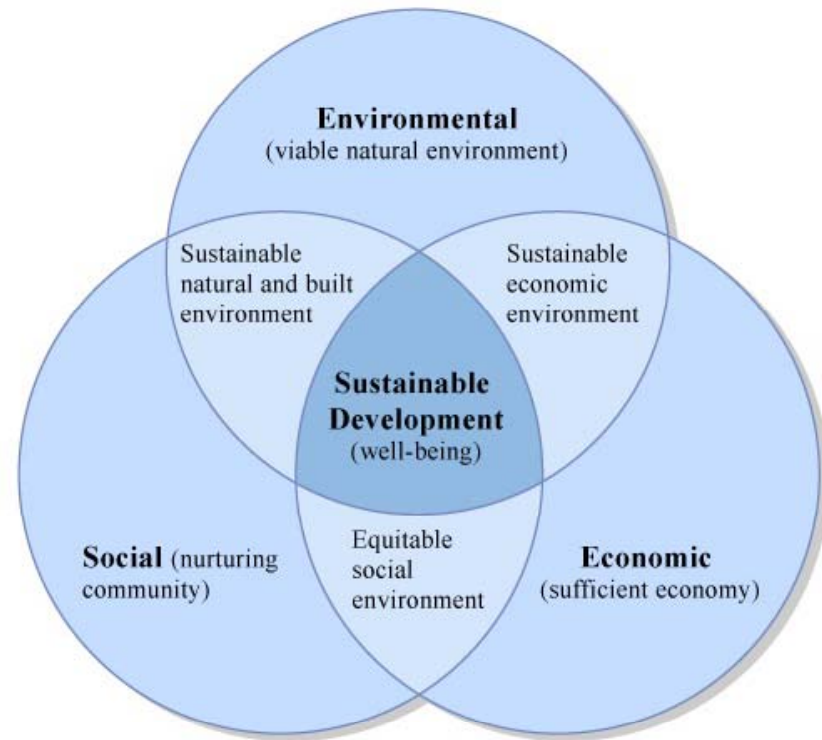 Environmental
(viable natural environment)
Sustainable
natural and built
environment
Sustainable
economic
environment
Sustainable
Development
(well-being)
Social (nurturing
community)
Equitable
social
environment
Economic
(sufficient economy)